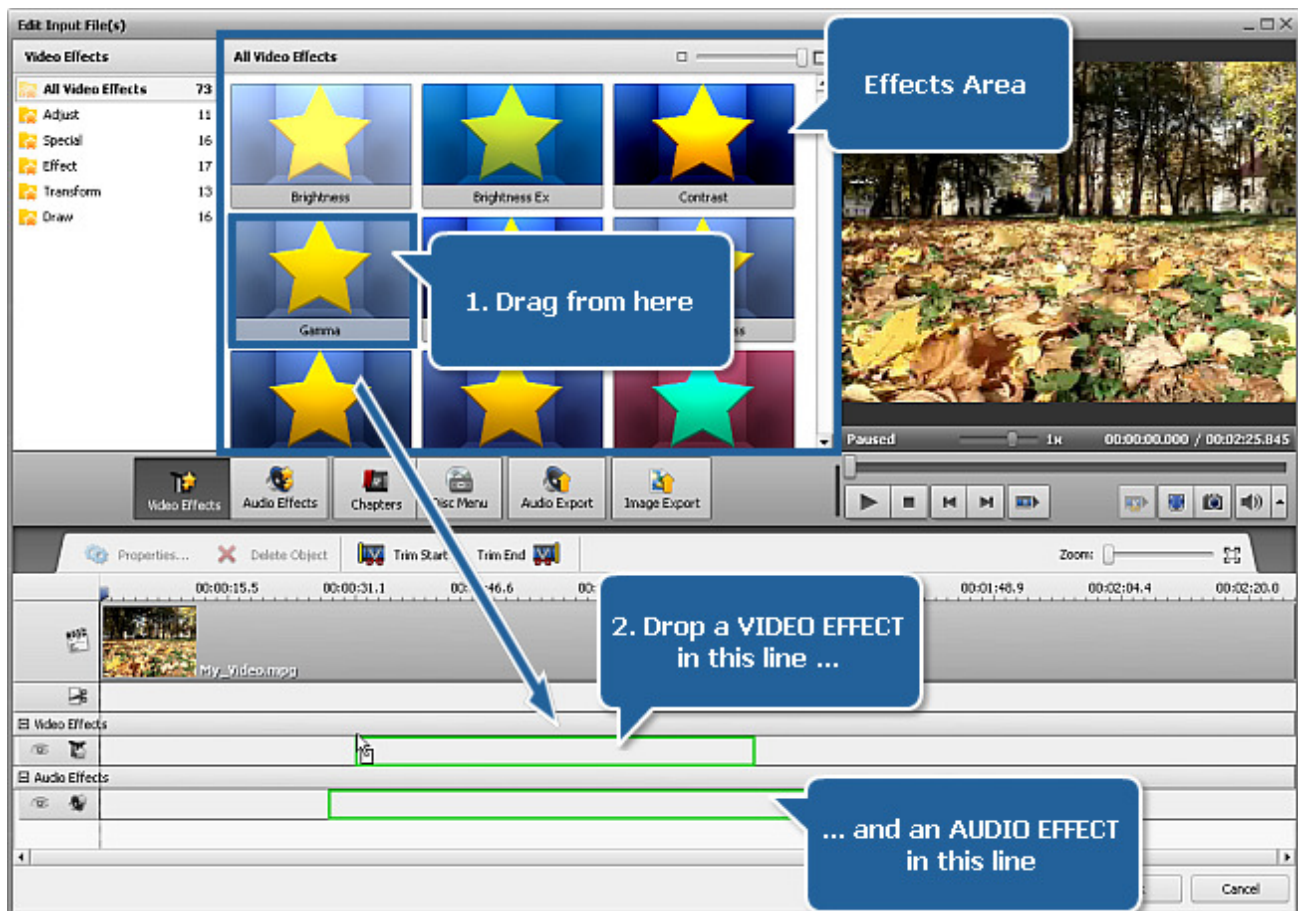 Edit Input File(s)
Video Effects
All Video Effects 73
Adjust 11
Special 16
Effect 17
Transform 13
Draw 16
All Video Effects
Effects Area
Brightness
Brightness Ex
Contrast
1. Drag from here
Gamma
ss
Paused 1x 00:00:00.000 / 00:02:25.845
Video Effects
Audio Effects
Chapters
Disc Menu
Audio Export
Image Export
Properties...
Delete Object
Trim Start
Trim End
Zoom:
00:00:15.5 00:00:31.1 00: 46.6 00: 00:01:48.9 00:02:04.4 00:02:20.0
2. Drop a VIDEO EFFECT
in this line ...
My_Video.mpg
Video Effects
Audio Effects
... and an AUDIO EFFECT
in this line
Cancel